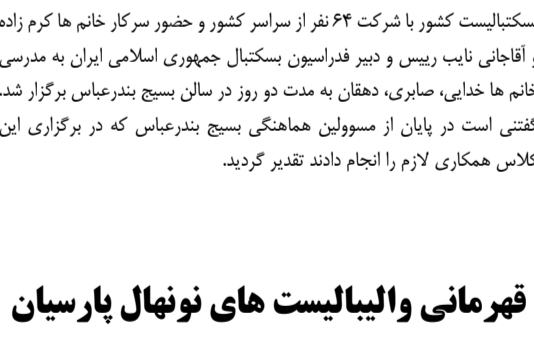 بسکتبالیست کشور با شرکت ۶۴ نفر از سراسر کشور و حضور سرکار خانم ها کرم زاده
و آقاجانی نایب رییس و دبیر فدراسیون بسکتبال جمهوری اسلامی ایران به مدرسی
خانم ها خدایی، صابری، دهقان به مدت دو روز در سالن بسیج بندرعباس برگزار شد.
گفتنی است در پایان از مسوولین هماهنگی بسیج بندرعباس که در برگزاری این
کلاس همکاری لازم را انجام دادند تقدیر گردید.
قهرمانی والیبالیست های نونهال پارسیان